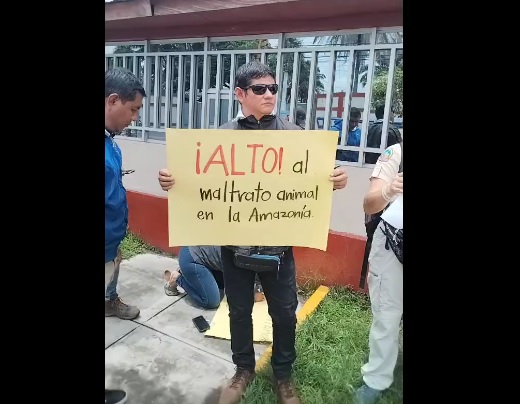 ¡ALTO! al
maltrato animal
en la Amazonía.